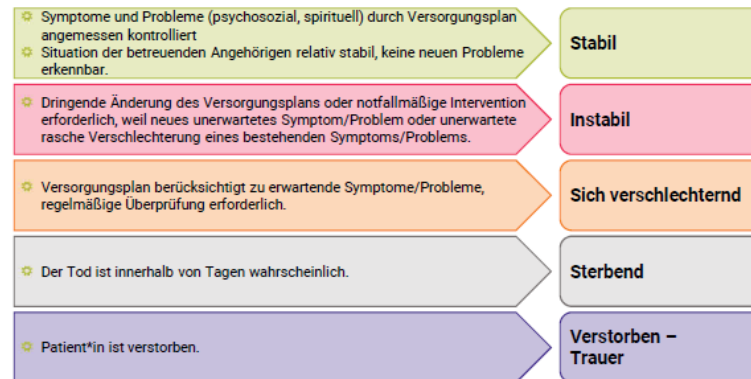 Symptome und Probleme (psychosozial, spirituell) durch Versorgungsplan
angemessen kontrolliert
Situation der betreuenden Angehörigen relativ stabil, keine neuen Probleme
erkennbar.
Stabil
Dringende Änderung des Versorgungsplans oder notfallmäßige Intervention
erforderlich, weil neues unerwartetes Symptom/Problem oder unerwartete
rasche Verschlechterung eines bestehenden Symptoms/Problems.
Instabil
Versorgungsplan berücksichtigt zu erwartende Symptome/Probleme,
regelmäßige Überprüfung erforderlich.
Sich verschlechternd
Der Tod ist innerhalb von Tagen wahrscheinlich.
Sterbend
Patient*in ist verstorben.
Verstorben –
Trauer